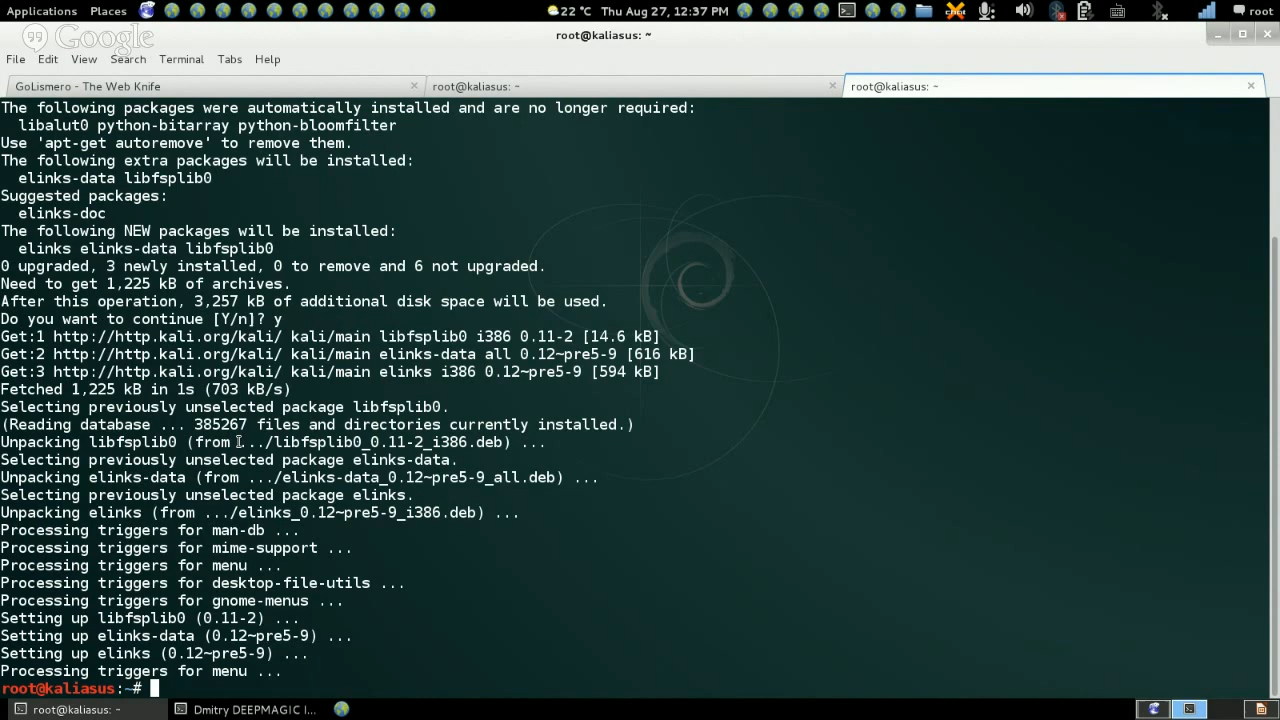 Applications Places 22 °C Thu Aug 27, 12:37 PM root
Google
root@kaliasus: ~
File Edit View Search Terminal Tabs Help
GoLismero - The Web Knife root@kaliasus: ~ root@kaliasus: ~
The following packages were automatically installed and are no longer required:
libalut0 python-bitarray python-bloomfilter
Use 'apt-get autoremove' to remove them.
The following extra packages will be installed:
elinks-data libfsplib0
Suggested packages:
elinks-doc
The following NEW packages will be installed:
elinks elinks-data libfsplib0
0 upgraded, 3 newly installed, 0 to remove and 6 not upgraded.
Need to get 1,225 kB of archives.
After this operation, 3,257 kB of additional disk space will be used.
Do you want to continue [Y/n]? y
Get:1 http://http.kali.org/kali/ kali/main libfsplib0 i386 0.11-2 [14.6 kB]
Get:2 http://http.kali.org/kali/ kali/main elinks-data all 0.12~pre5-9 [616 kB]
Get:3 http://http.kali.org/kali/ kali/main elinks i386 0.12~pre5-9 [594 kB]
Fetched 1,225 kB in 1s (703 kB/s)
Selecting previously unselected package libfsplib0.
(Reading database ... 385267 files and directories currently installed.)
Unpacking libfsplib0 (from .../libfsplib0_0.11-2_i386.deb) ...
Selecting previously unselected package elinks-data.
Unpacking elinks-data (from .../elinks-data_0.12~pre5-9_all.deb) ...
Selecting previously unselected package elinks.
Unpacking elinks (from .../elinks_0.12~pre5-9_i386.deb) ...
Processing triggers for man-db ...
Processing triggers for mime-support ...
Processing triggers for menu ...
Processing triggers for desktop-file-utils ...
Processing triggers for gnome-menus ...
Setting up libfsplib0 (0.11-2) ...
Setting up elinks-data (0.12~pre5-9) ...
Setting up elinks (0.12~pre5-9) ...
Processing triggers for menu ...
root@kaliasus:~#
root@kaliasus: ~ Dmitry DEEPMAGIC I...